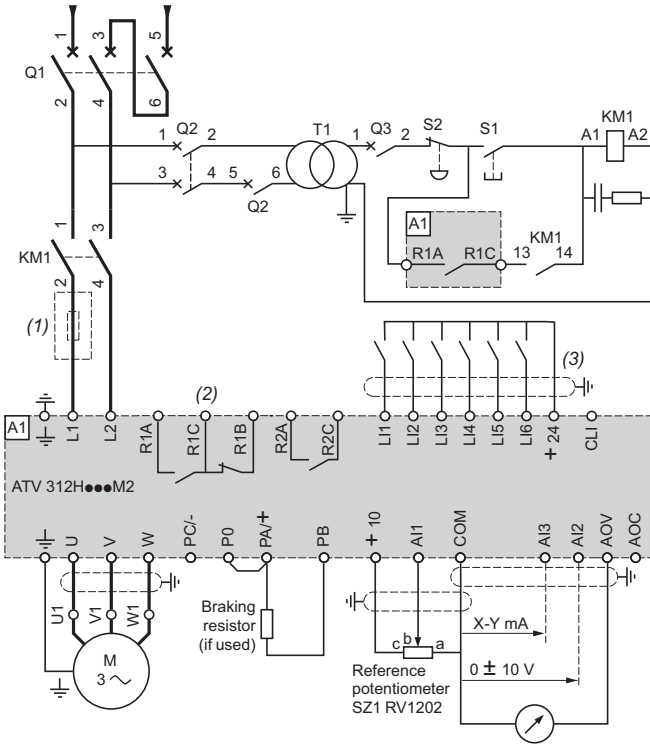 1 3 5
Q1
2 4 6
1 Q2 2 T1 1 Q3 2 S2 S1 KM1
A1 A2
3 4 5 6
Q2
A1
R1A R1C 13 KM1 14
1 3
KM1
2 4
(1)
(2)
(3)
A1
L1 L2 R1A R1C R1B R2A R2C LI1 LI2 LI3 LI4 LI5 LI6 + 24 CLI
ATV 312H●●●M2
U V W PC/- P0 PA/+ PB + 10 AI1 COM AI3 AI2 AOV AOC
U1 V1 W1
M
3
Braking
resistor
(if used)
c b a
Reference
potentiometer
SZ1 RV1202
X-Y mA
0 ± 10 V